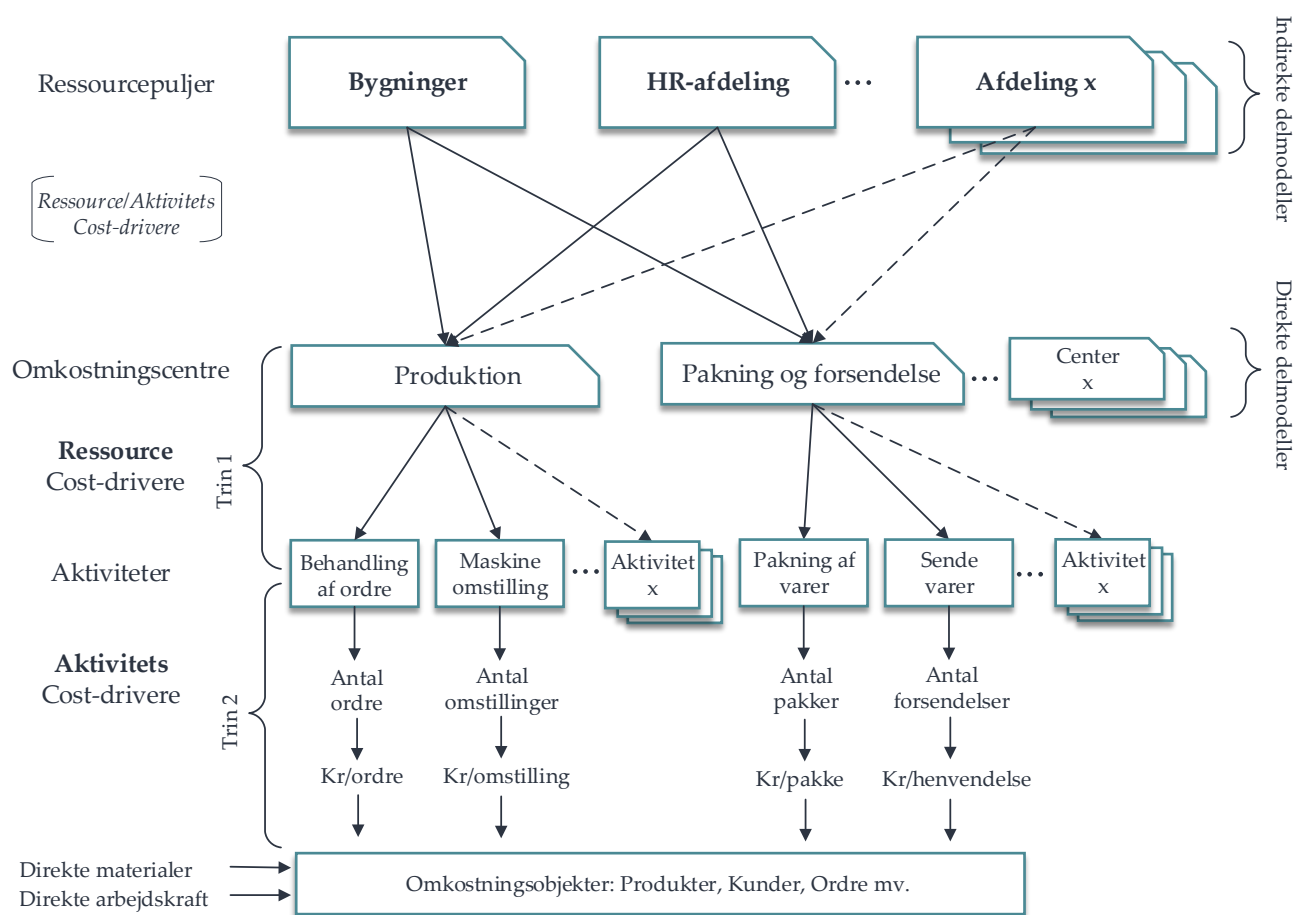 Ressourcepuljer
Bygninger
HR-afdeling
...
Afdeling x
Indirekte delmodeller
Ressource/Aktivitets
Cost-drivere
Omkostningscentre
Produktion
Pakning og forsendelse
...
Center
x
Direkte delmodeller
Ressource
Cost-drivere
Trin 1
Aktiviteter
Behandling
af ordre
Maskine
omstilling
...
Aktivitet
x
Pakning af
varer
Sende
varer
...
Aktivitet
x
Aktivitets
Cost-drivere
Trin 2
Antal
ordre
Antal
omstillinger
Antal
pakker
Antal
forsendelser
Kr/ordre
Kr/omstilling
Kr/pakke
Kr/henvendelse
Direkte materialer
Direkte arbejdskraft
Omkostningsobjekter: Produkter, Kunder, Ordre mv.